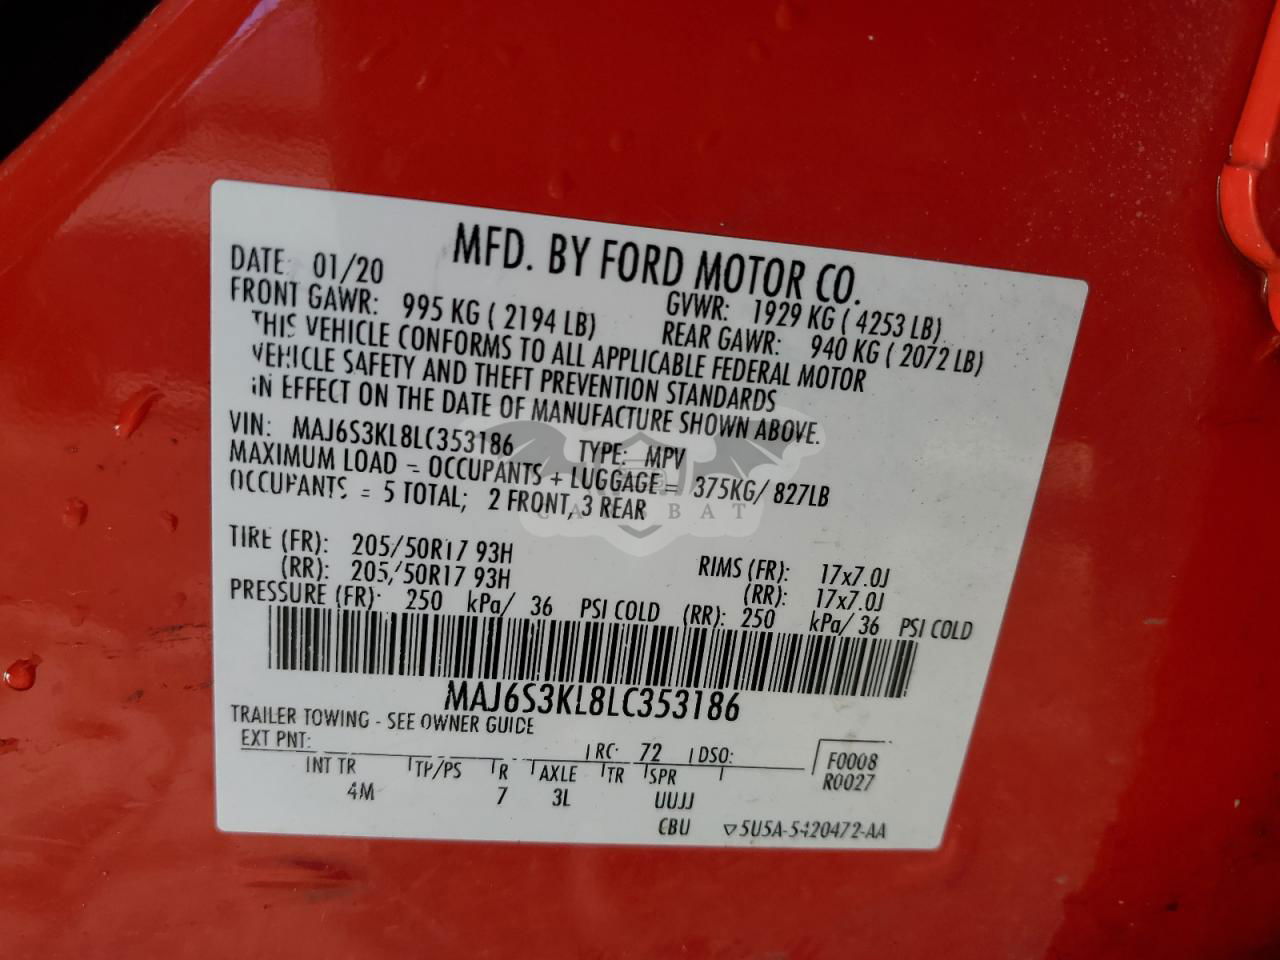 MFD. BY FORD MOTOR CO.
DATE: 01/20 GVWR: 1929 KG ( 4253 LB)
FRONT GAWR: 995 KG ( 2194 LB) REAR GAWR: 940 KG ( 2072 LB)
THIS VEHICLE CONFORMS TO ALL APPLICABLE FEDERAL MOTOR
VEHICLE SAFETY AND THEFT PREVENTION STANDARDS
IN EFFECT ON THE DATE OF MANUFACTURE SHOWN ABOVE.
VIN: MAJ6S3KL8LC353186 TYPE: MPV
MAXIMUM LOAD = OCCUPANTS + LUGGAGE = 375KG/ 827LB
OCCUPANTS = 5 TOTAL; 2 FRONT, 3 REAR
CARSBAT
TIRE (FR): 205/50R17 93H RIMS (FR): 17x7.0J
(RR): 205/50R17 93H (RR): 17x7.0J
PRESSURE (FR): 250 kPa/ 36 PSI COLD (RR): 250 kPa/ 36 PSI COLD
MAJ6S3KL8LC353186
TRAILER TOWING - SEE OWNER GUIDE
EXT PNT: RC: 72 DSO: F0008
INT TR TP/PS R AXLE TR SPR R0027
4M 7 3L UUJJ
CBU ▽5U5A-5420472-AA